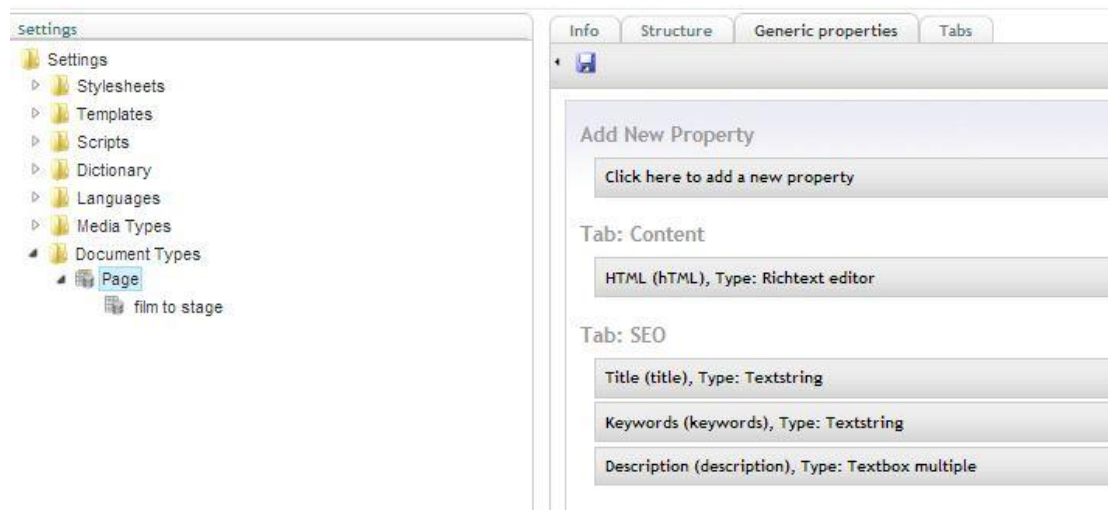 Settings
Settings
Stylesheets
Templates
Scripts
Dictionary
Languages
Media Types
Document Types
Page
film to stage
Info
Structure
Generic properties
Tabs
Add New Property
Click here to add a new property
Tab: Content
HTML (hTML), Type: Richtext editor
Tab: SEO
Title (title), Type: Textstring
Keywords (keywords), Type: Textstring
Description (description), Type: Textbox multiple